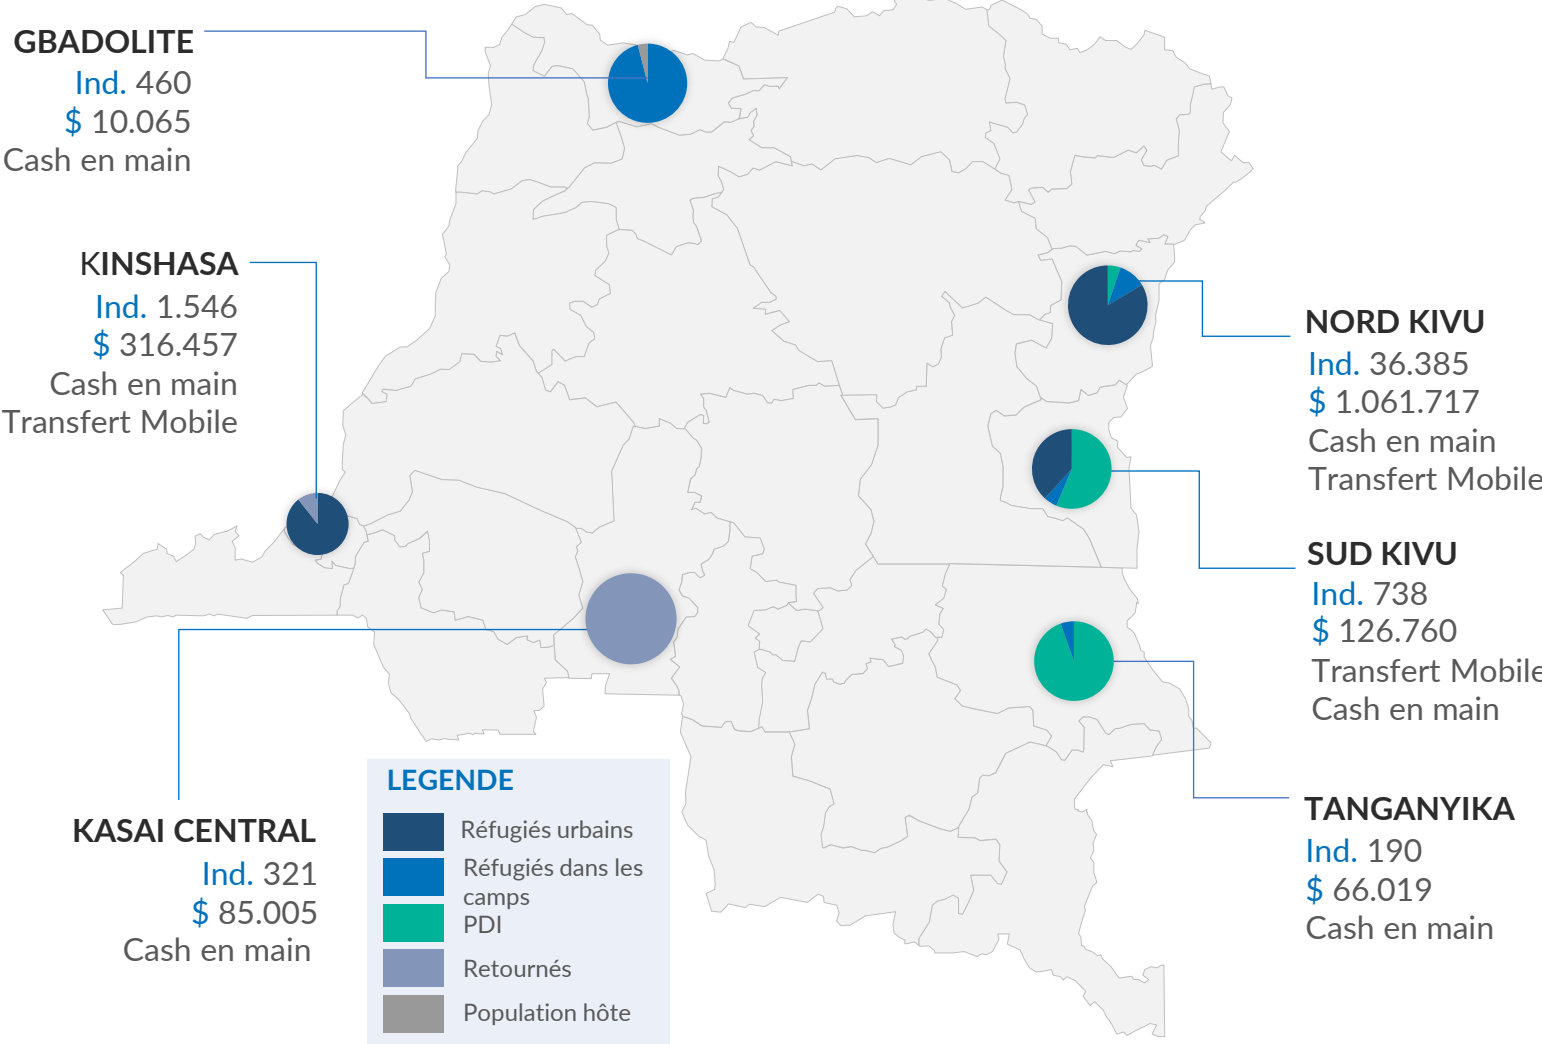 GBADOLITE
Ind. 460
$ 10.065
Cash en main
KINSHASA
Ind. 1.546
$ 316.457
Cash en main
Transfert Mobile
KASAI CENTRAL
Ind. 321
$ 85.005
Cash en main
LEGENDE
Réfugiés urbains
Réfugiés dans les
camps
PDI
Retournés
Population hôte
NORD KIVU
Ind. 36.385
$ 1.061.717
Cash en main
Transfert Mobile
SUD KIVU
Ind. 738
$ 126.760
Transfert Mobile
Cash en main
TANGANYIKA
Ind. 190
$ 66.019
Cash en main